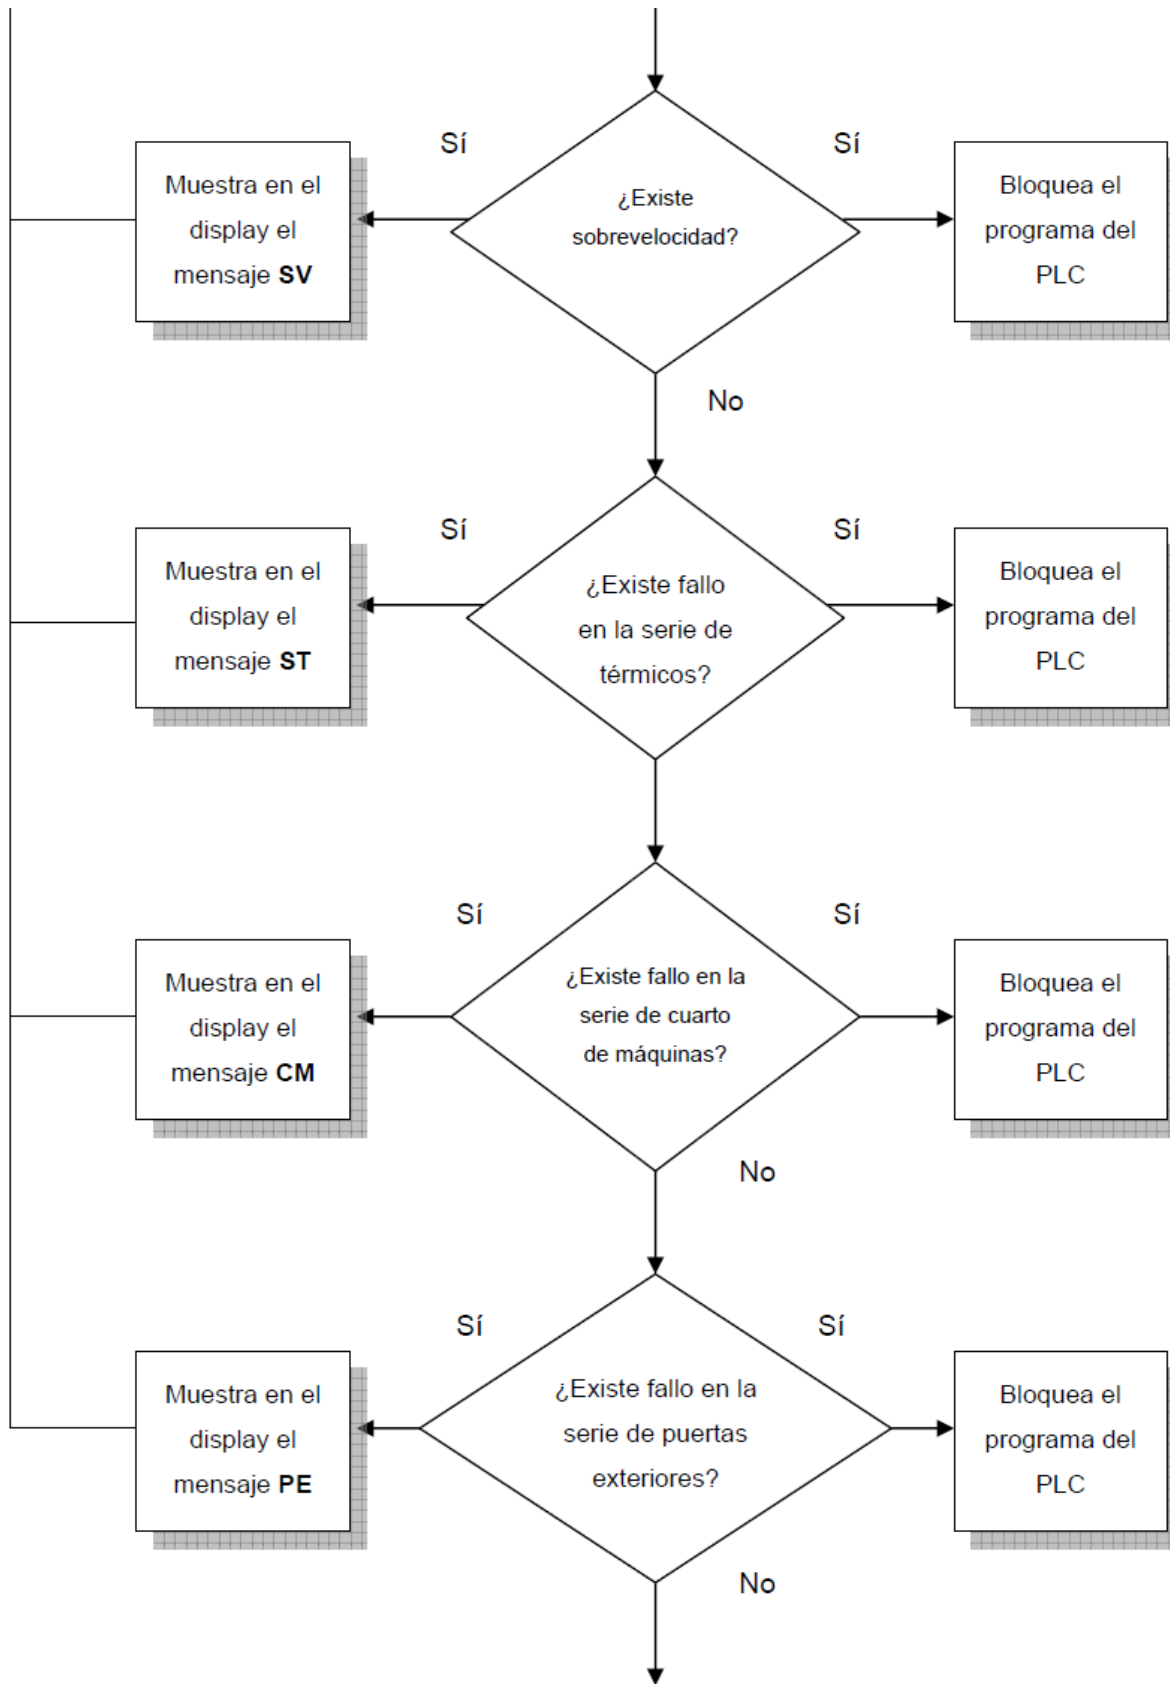 Sí
Sí
Muestra en el
display el
mensaje SV
¿Existe
sobrevelocidad?
Bloquea el
programa del
PLC
No
Sí
Sí
Muestra en el
display el
mensaje ST
¿Existe fallo
en la serie de
térmicos?
Bloquea el
programa del
PLC
Sí
Sí
Muestra en el
display el
mensaje CM
¿Existe fallo en la
serie de cuarto
de máquinas?
Bloquea el
programa del
PLC
No
Sí
Sí
Muestra en el
display el
mensaje PE
¿Existe fallo en la
serie de puertas
exteriores?
Bloquea el
programa del
PLC
No